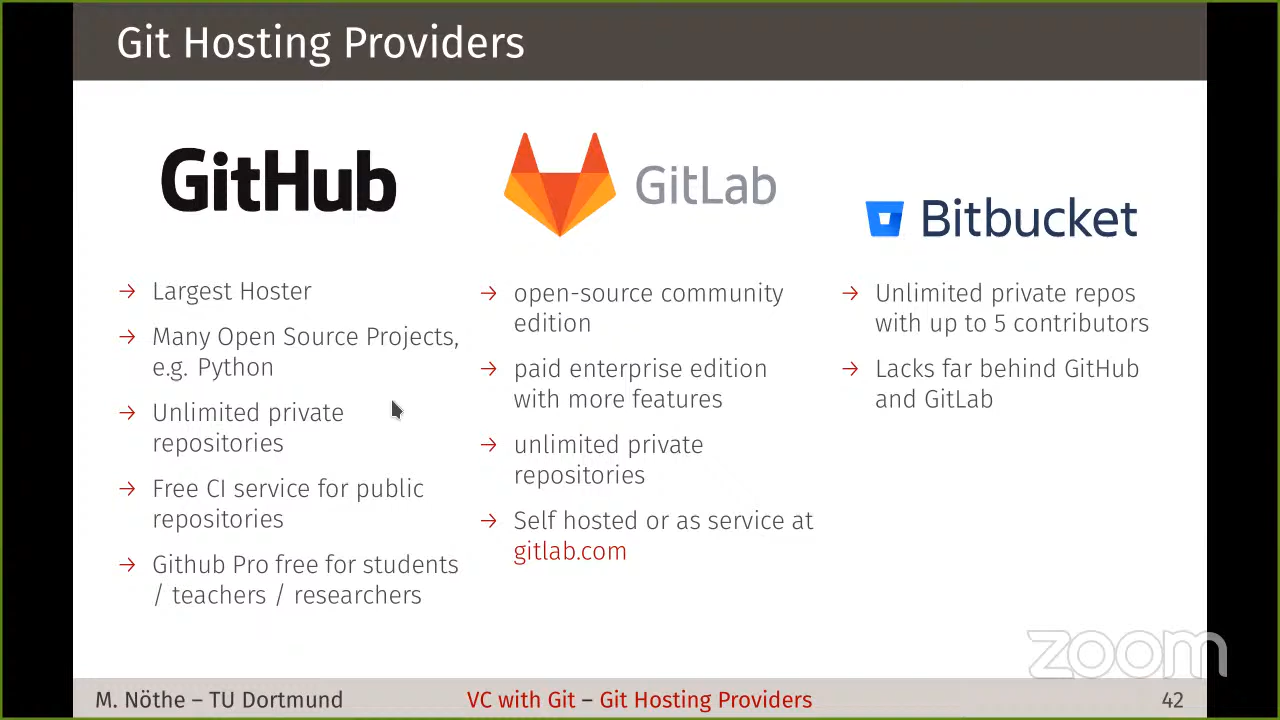 Git Hosting Providers
GitHub
→ Largest Hoster
→ Many Open Source Projects,
e.g. Python
→ Unlimited private
repositories
→ Free CI service for public
repositories
→ Github Pro free for students
/ teachers / researchers
GitLab
→ open-source community
edition
→ paid enterprise edition
with more features
→ unlimited private
repositories
→ Self hosted or as service at
gitlab.com
Bitbucket
→ Unlimited private repos
with up to 5 contributors
→ Lacks far behind GitHub
and GitLab
zoom
M. Nöthe – TU Dortmund
VC with Git – Git Hosting Providers
42